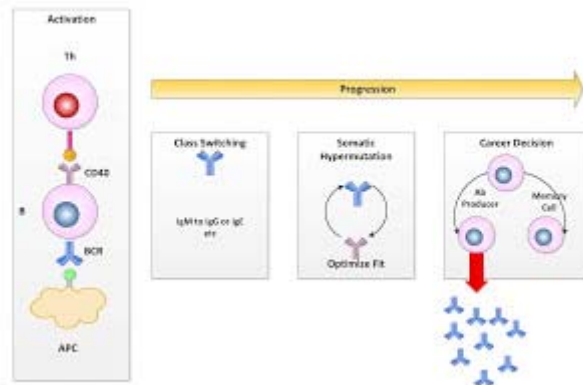 Activation
Th
CD40
B
BCR
APC
Progression
Class Switching
IgM to IgG or IgE
etc
Somatic
Hypermutation
Optimize Fit
Career Decision
Ab
Producer
Memory
Cell